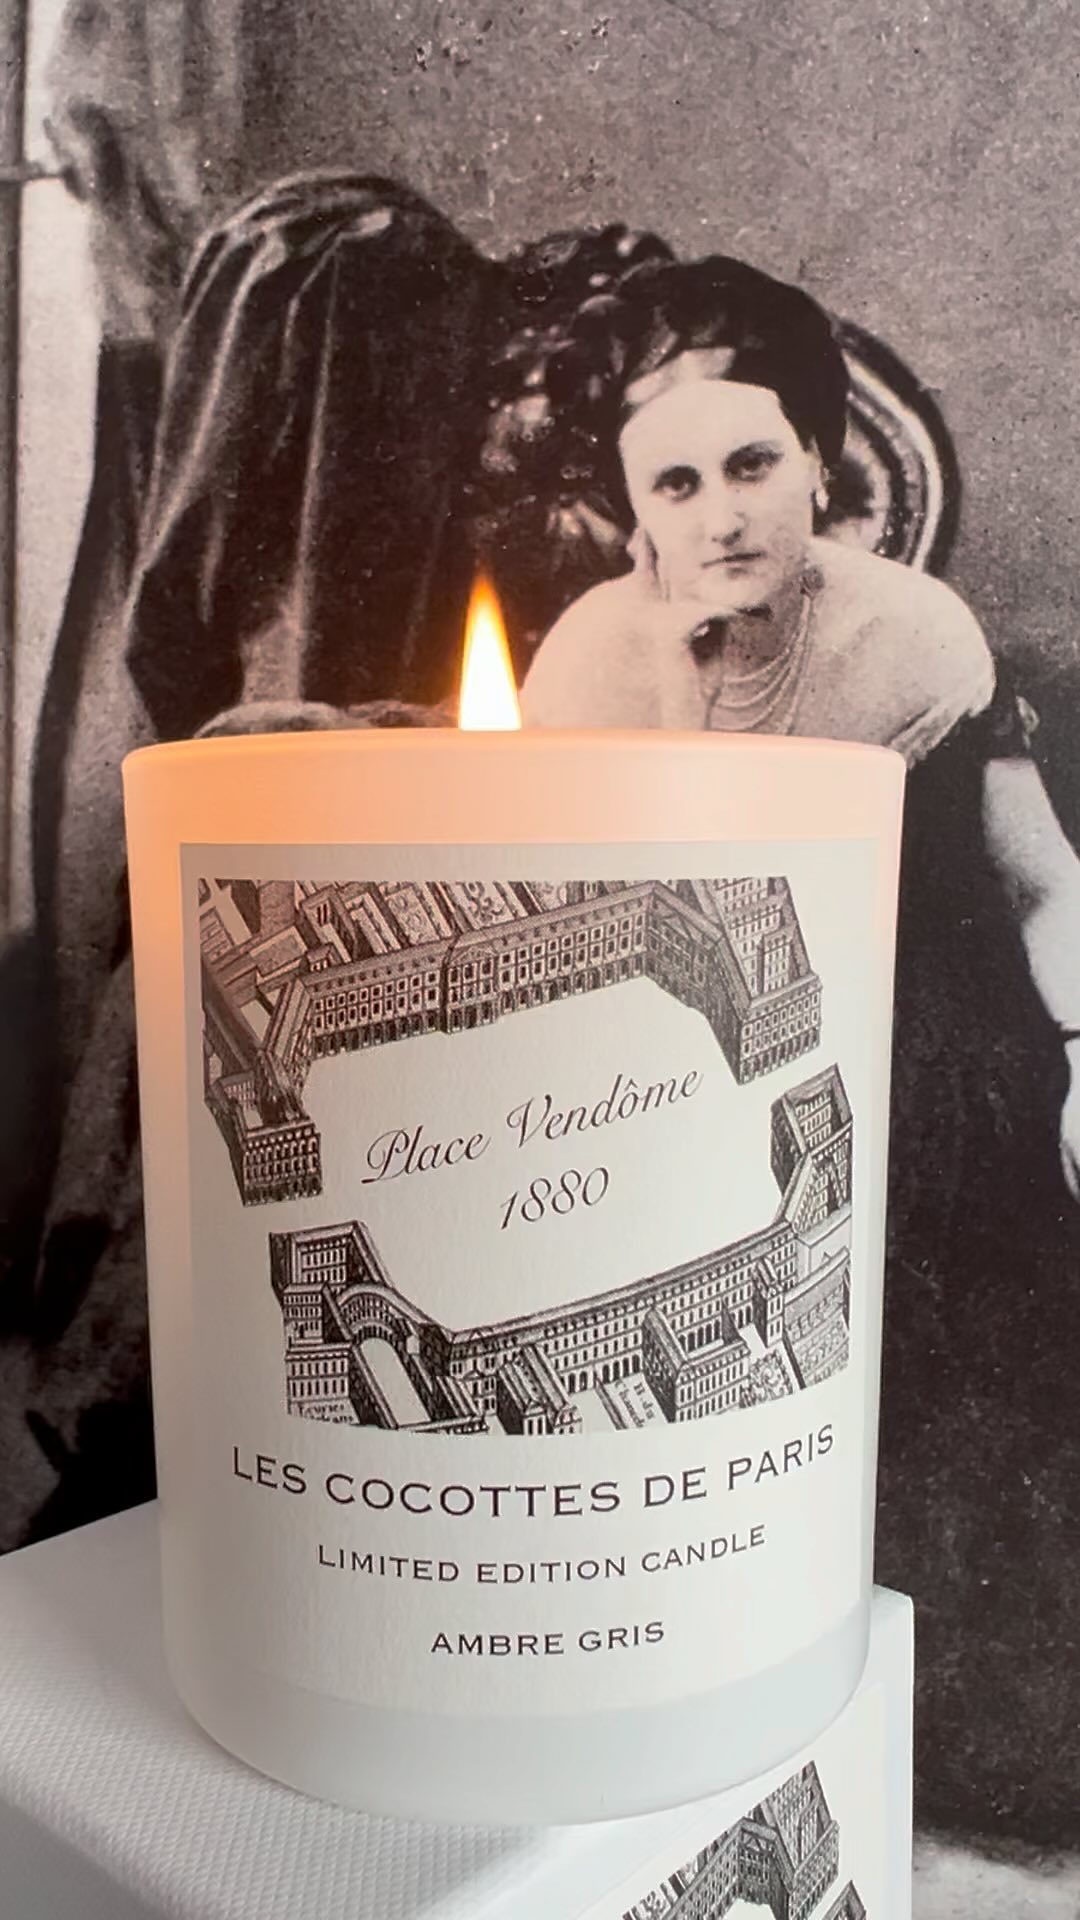 Place Vendôme
1880
LES COCOTTES DE PARIS
LIMITED EDITION CANDLE
AMBRE GRIS